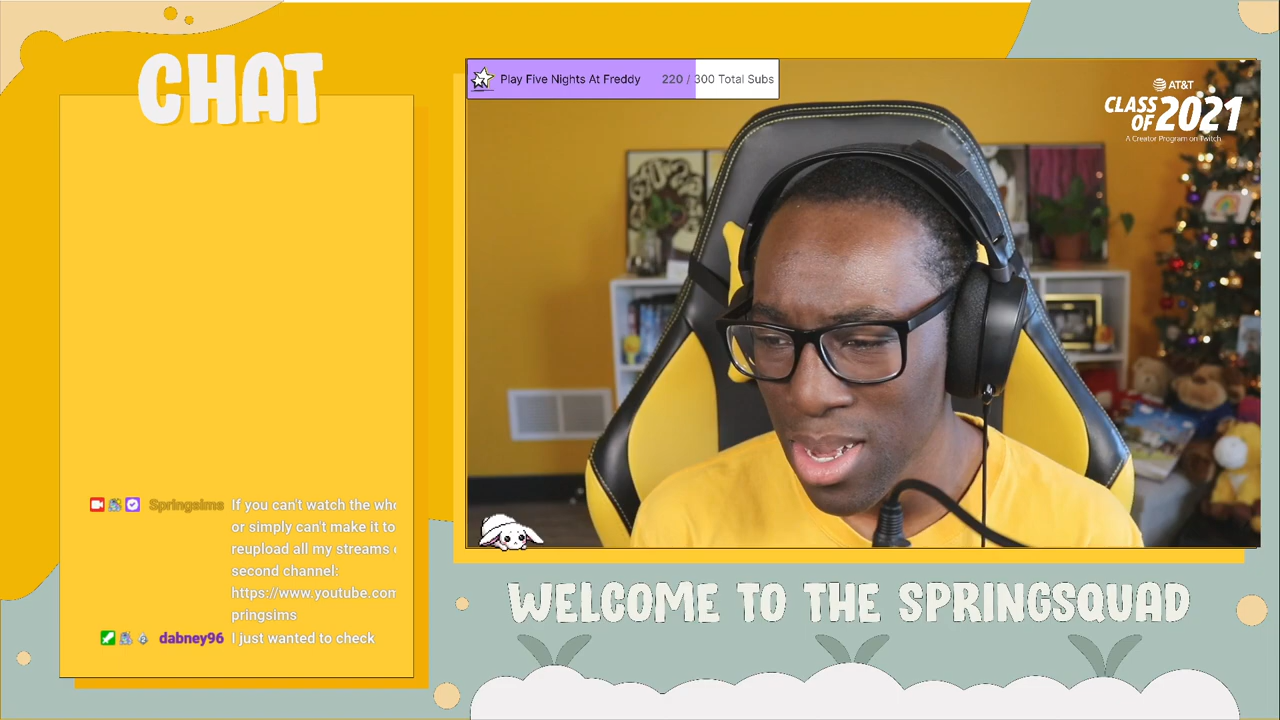 CHAT
Play Five Nights At Freddy 220 / 300 Total Subs
AT&T
CLASS
OF 2021
A Creator Program on Twitch
Springsims If you can't watch the who
or simply can't make it to
reupload all my streams
second channel:
https://www.youtube.com
pringsims
dabney96 I just wanted to check
WELCOME TO THE SPRINGSQUAD